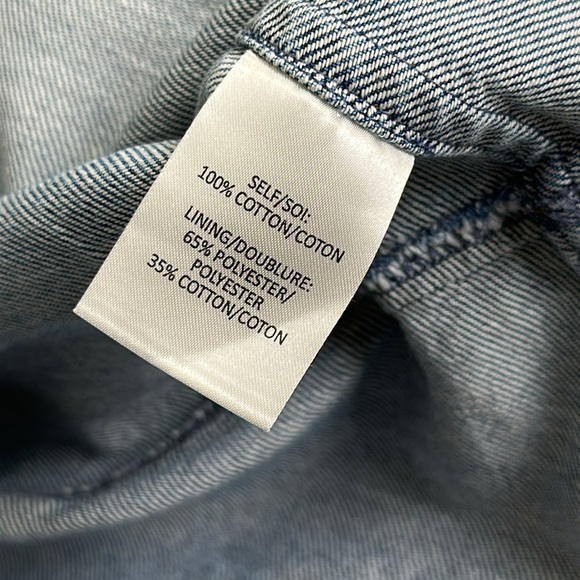 SELF/SOI:
100% COTTON/COTON
LINING/DOUBLURE:
65% POLYESTER/
POLYESTER
35% COTTON/COTON